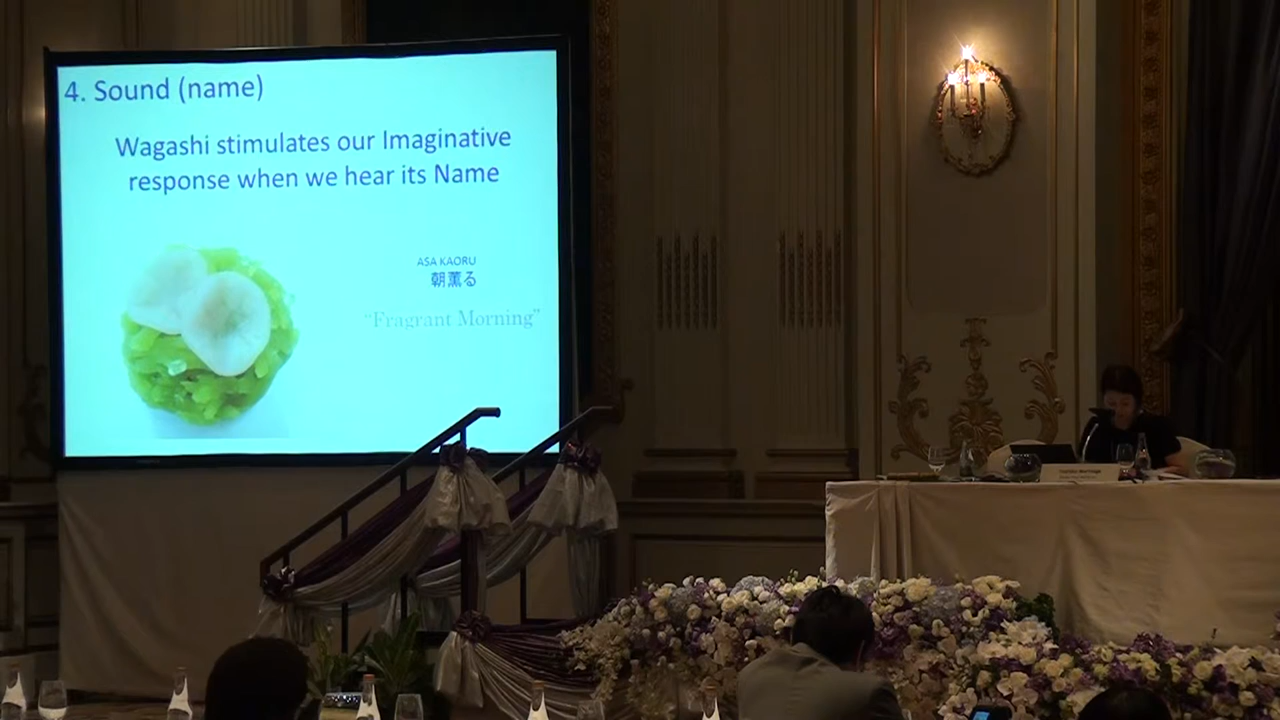 4. Sound (name)
Wagashi stimulates our Imaginative
response when we hear its Name
ASA KAORU
朝薫る
“Fragrant Morning”